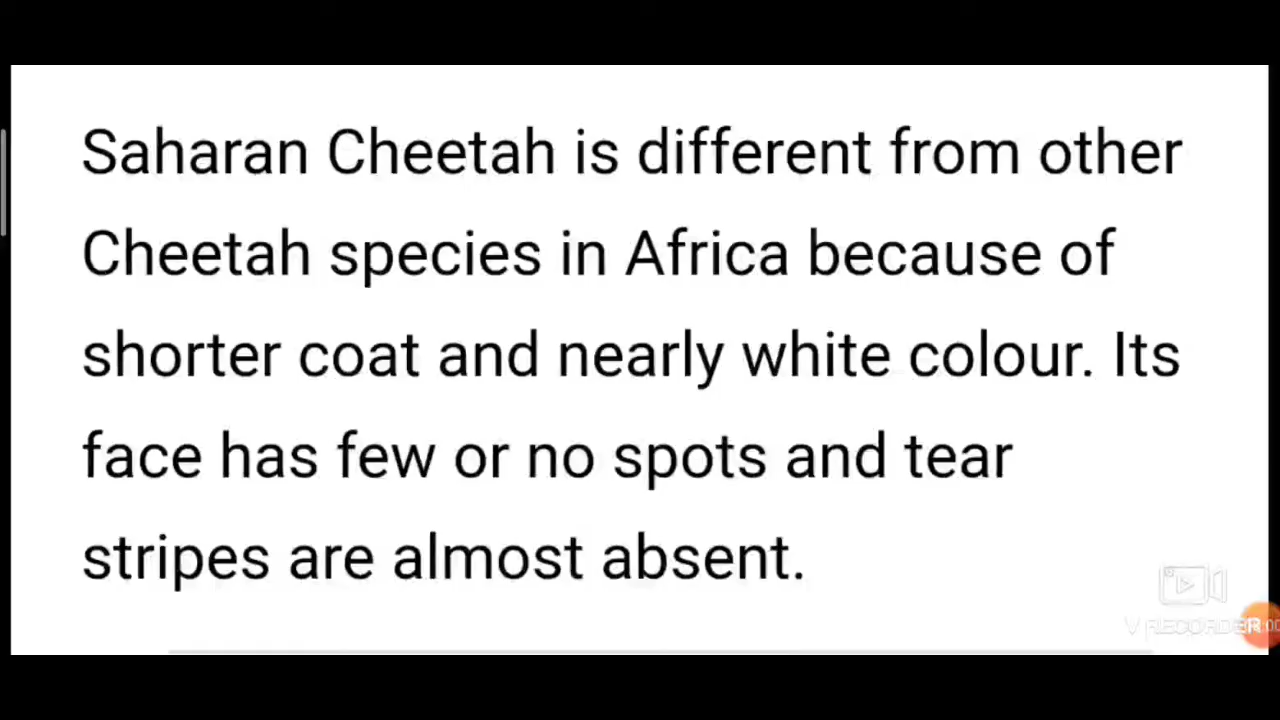 Saharan Cheetah is different from other
Cheetah species in Africa because of
shorter coat and nearly white colour. Its
face has few or no spots and tear
stripes are almost absent.
V RECORDER